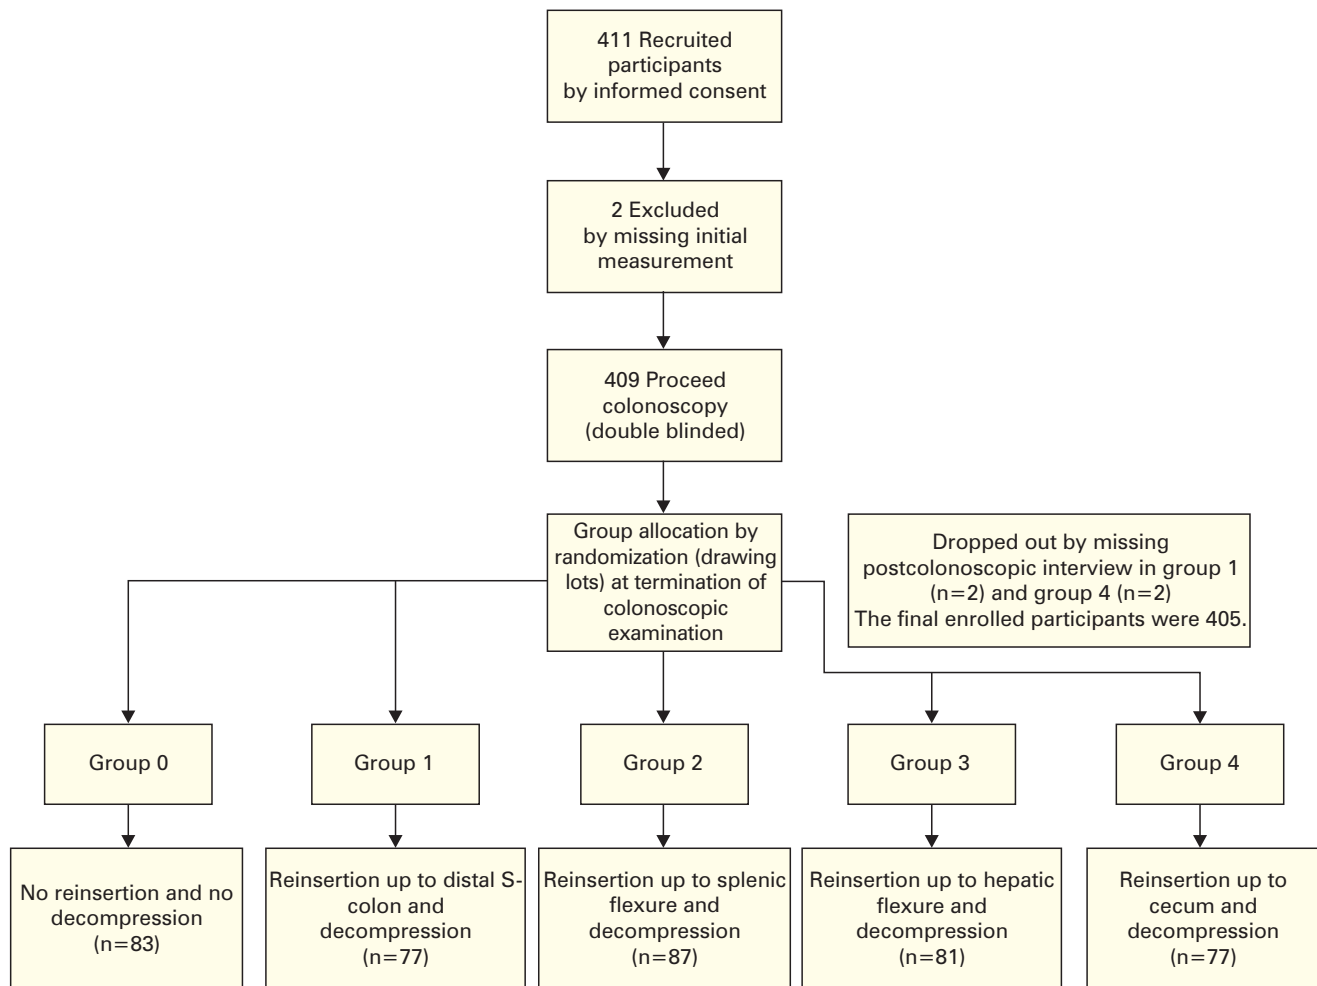 411 Recruited
participants
by informed consent
2 Excluded
by missing initial
measurement
409 Proceed
colonoscopy
(double blinded)
Group allocation by
randomization (drawing
lots) at termination of
colonoscopic
examination
Dropped out by missing
postcolonoscopic interview in group 1
(n=2) and group 4 (n=2)
The final enrolled participants were 405.
Group 0
Group 1
Group 2
Group 3
Group 4
No reinsertion and no
decompression
(n=83)
Reinsertion up to distal S-
colon and
decompression
(n=77)
Reinsertion up to splenic
flexure and
decompression
(n=87)
Reinsertion up to hepatic
flexure and
decompression
(n=81)
Reinsertion up to
cecum and
decompression
(n=77)